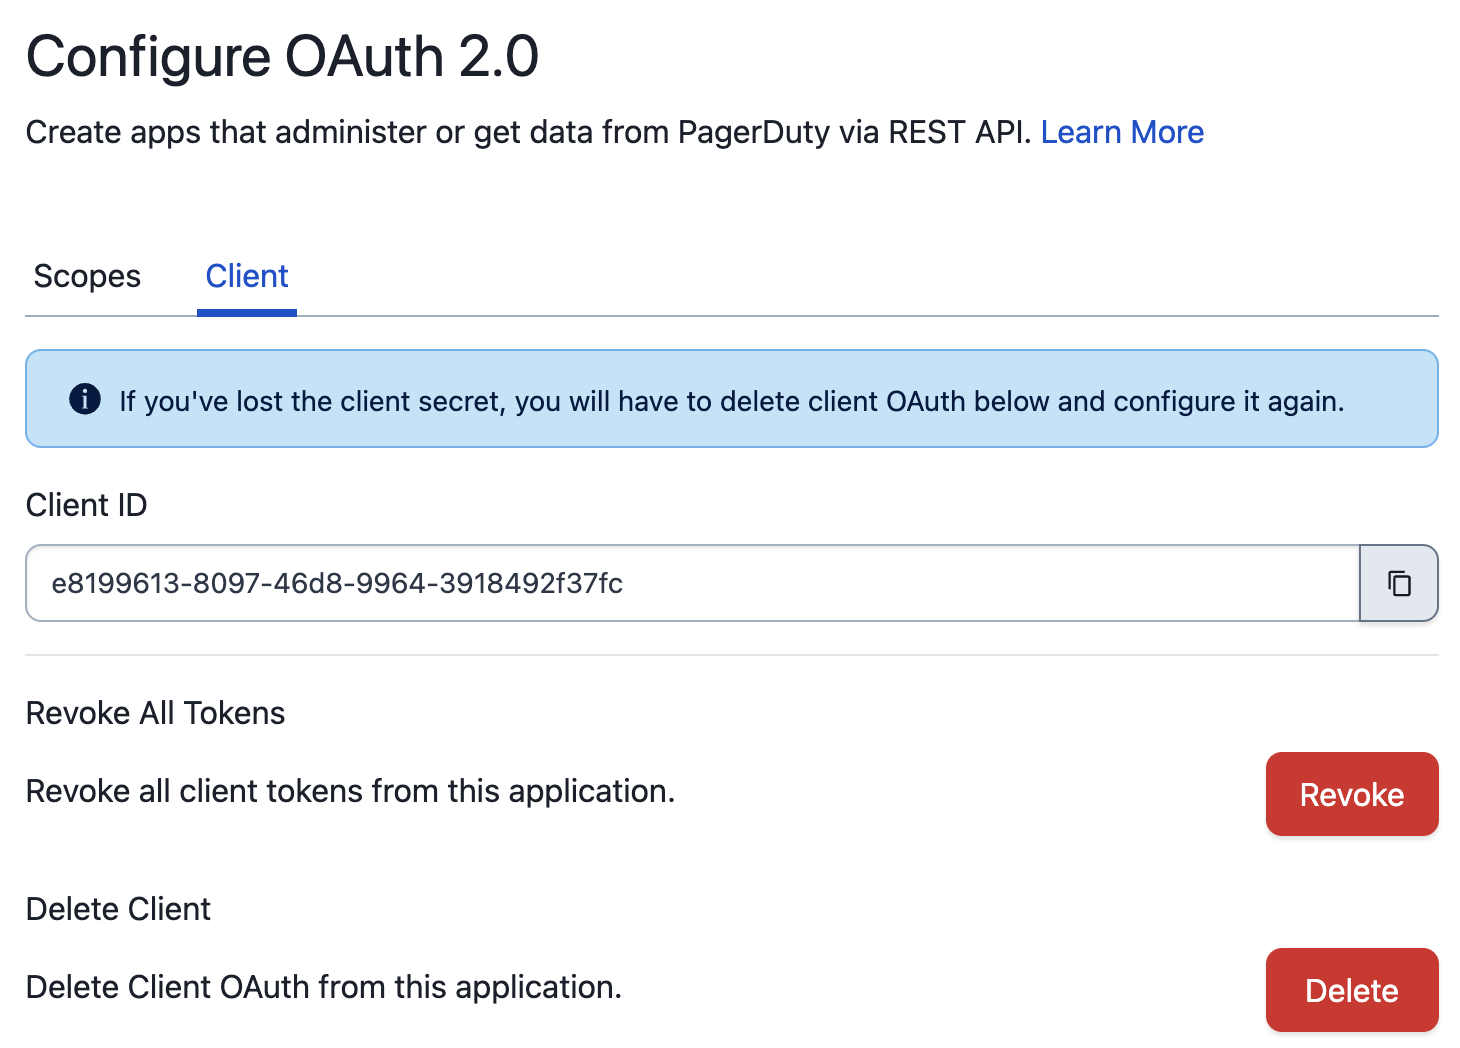 Configure OAuth 2.0
Create apps that administer or get data from PagerDuty via REST API. Learn More
Scopes Client
If you've lost the client secret, you will have to delete client OAuth below and configure it again.
Client ID
e8199613-8097-46d8-9964-3918492f37fc
Revoke All Tokens
Revoke all client tokens from this application.
Revoke
Delete Client
Delete Client OAuth from this application.
Delete